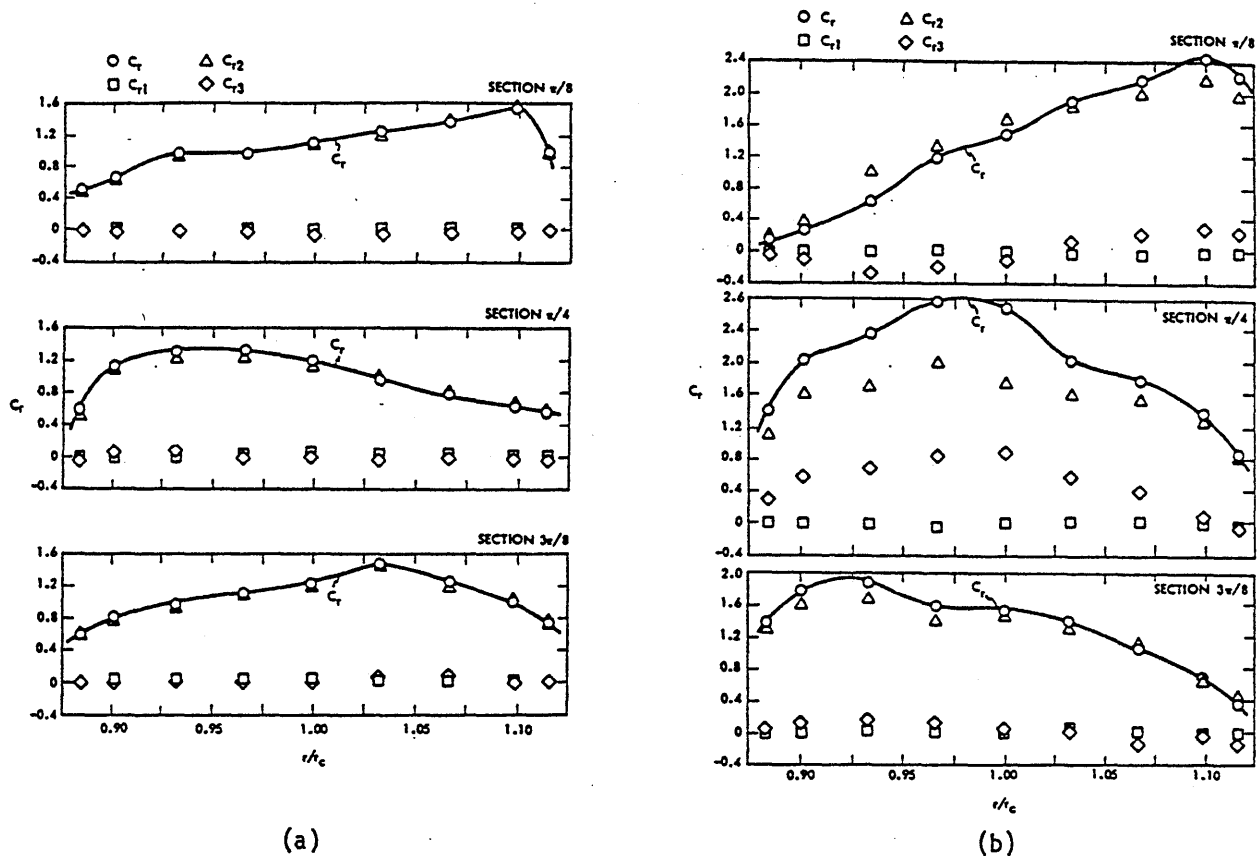 ○ Cr △ Cr2
□ Cr1 ◇ Cr3
SECTION π/8
1.6
1.2
0.8
0.4
0
-0.4
Cr
SECTION π/4
1.6
1.2
0.8
0.4
0
-0.4
Cr
Cr
SECTION 3π/8
1.6
1.2
0.8
0.4
0
-0.4
Cr
0.90 0.95 1.00 1.05 1.10
r/rc
(a)
○ Cr △ Cr2
□ Cr1 ◇ Cr3
SECTION π/8
2.4
2.0
1.6
1.2
0.8
0.4
0
-0.4
Cr
SECTION π/4
2.6
2.4
2.0
1.6
1.2
0.8
0.4
0
-0.4
Cr
Cr
SECTION 3π/8
2.0
1.6
1.2
0.8
0.4
0
-0.4
Cr
0.90 0.95 1.00 1.05 1.10
r/rc
(b)